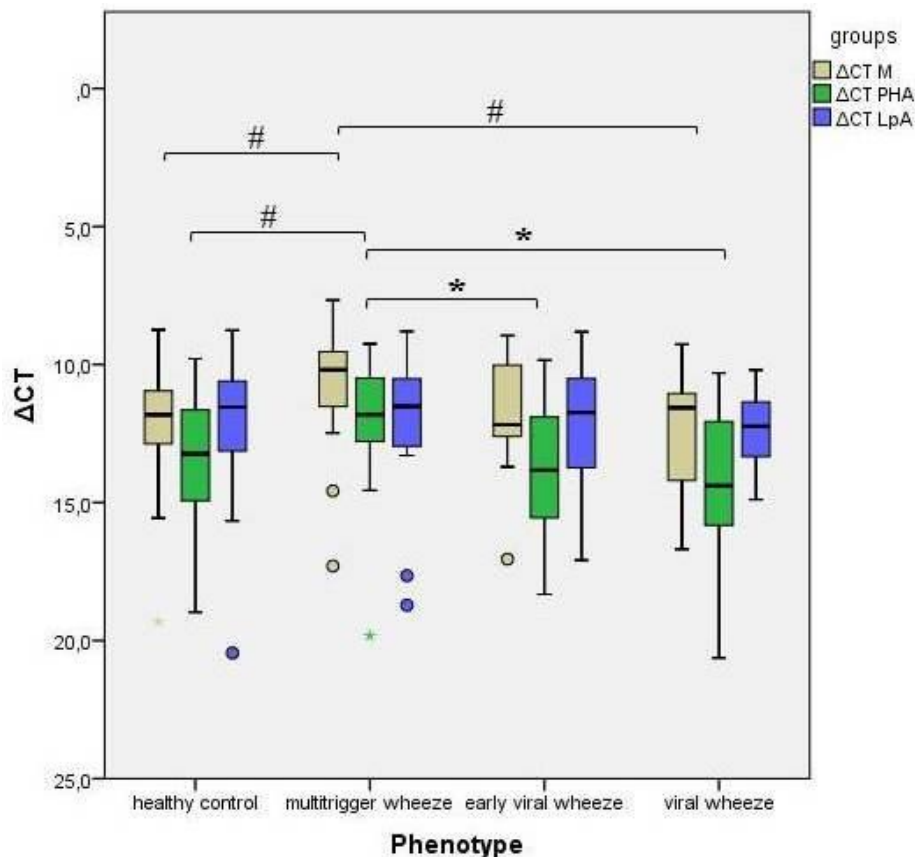 groups
ΔCT M
ΔCT PHA
ΔCT LpA
,0
#
#
5,0
#
*
*
10,0
ΔCT
15,0
20,0
25,0
healthy control multitrigger wheeze early viral wheeze viral wheeze
Phenotype